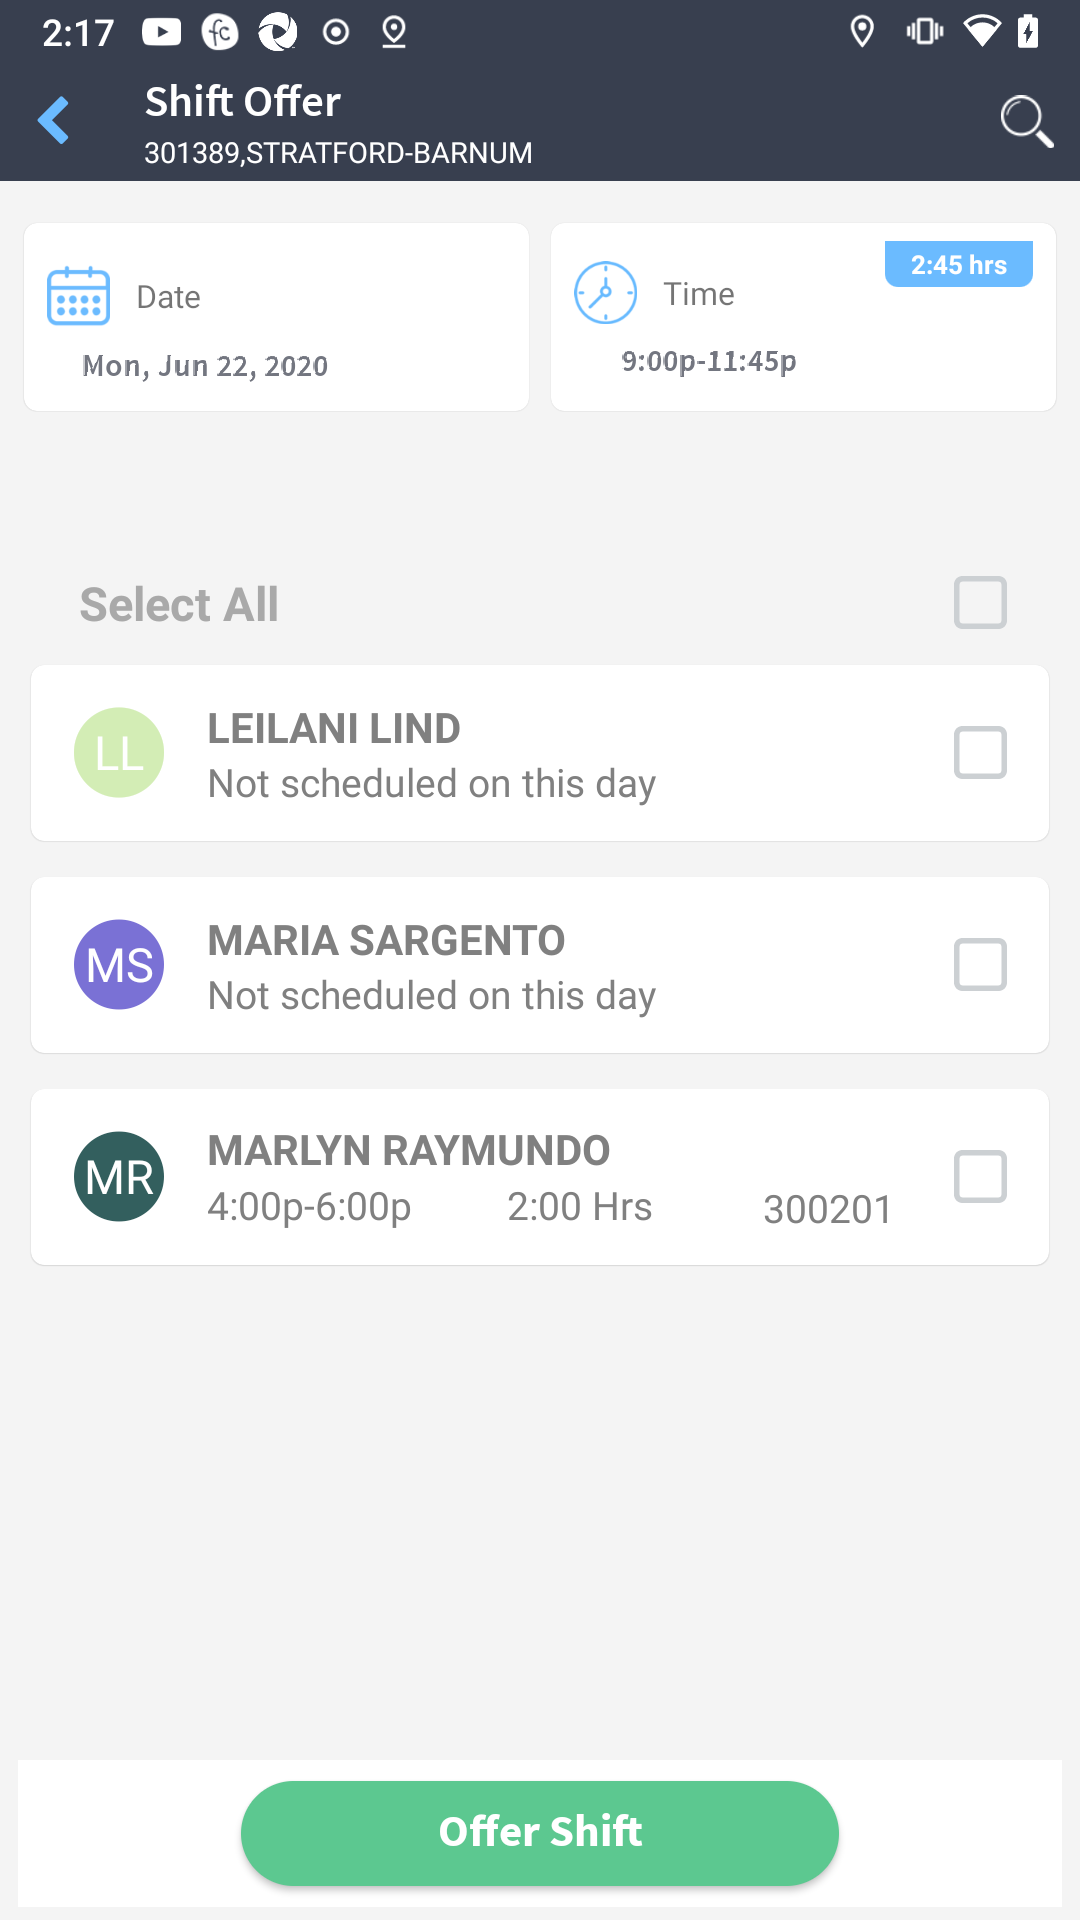 2:17
fc
Shift Offer
301389,STRATFORD-BARNUM
Date
Mon, Jun 22, 2020
Time
2:45 hrs
9:00p-11:45p
Select All
LL
LEILANI LIND
Not scheduled on this day
MS
MARIA SARGENTO
Not scheduled on this day
MR
MARLYN RAYMUNDO
4:00p-6:00p 2:00 Hrs 300201
Offer Shift